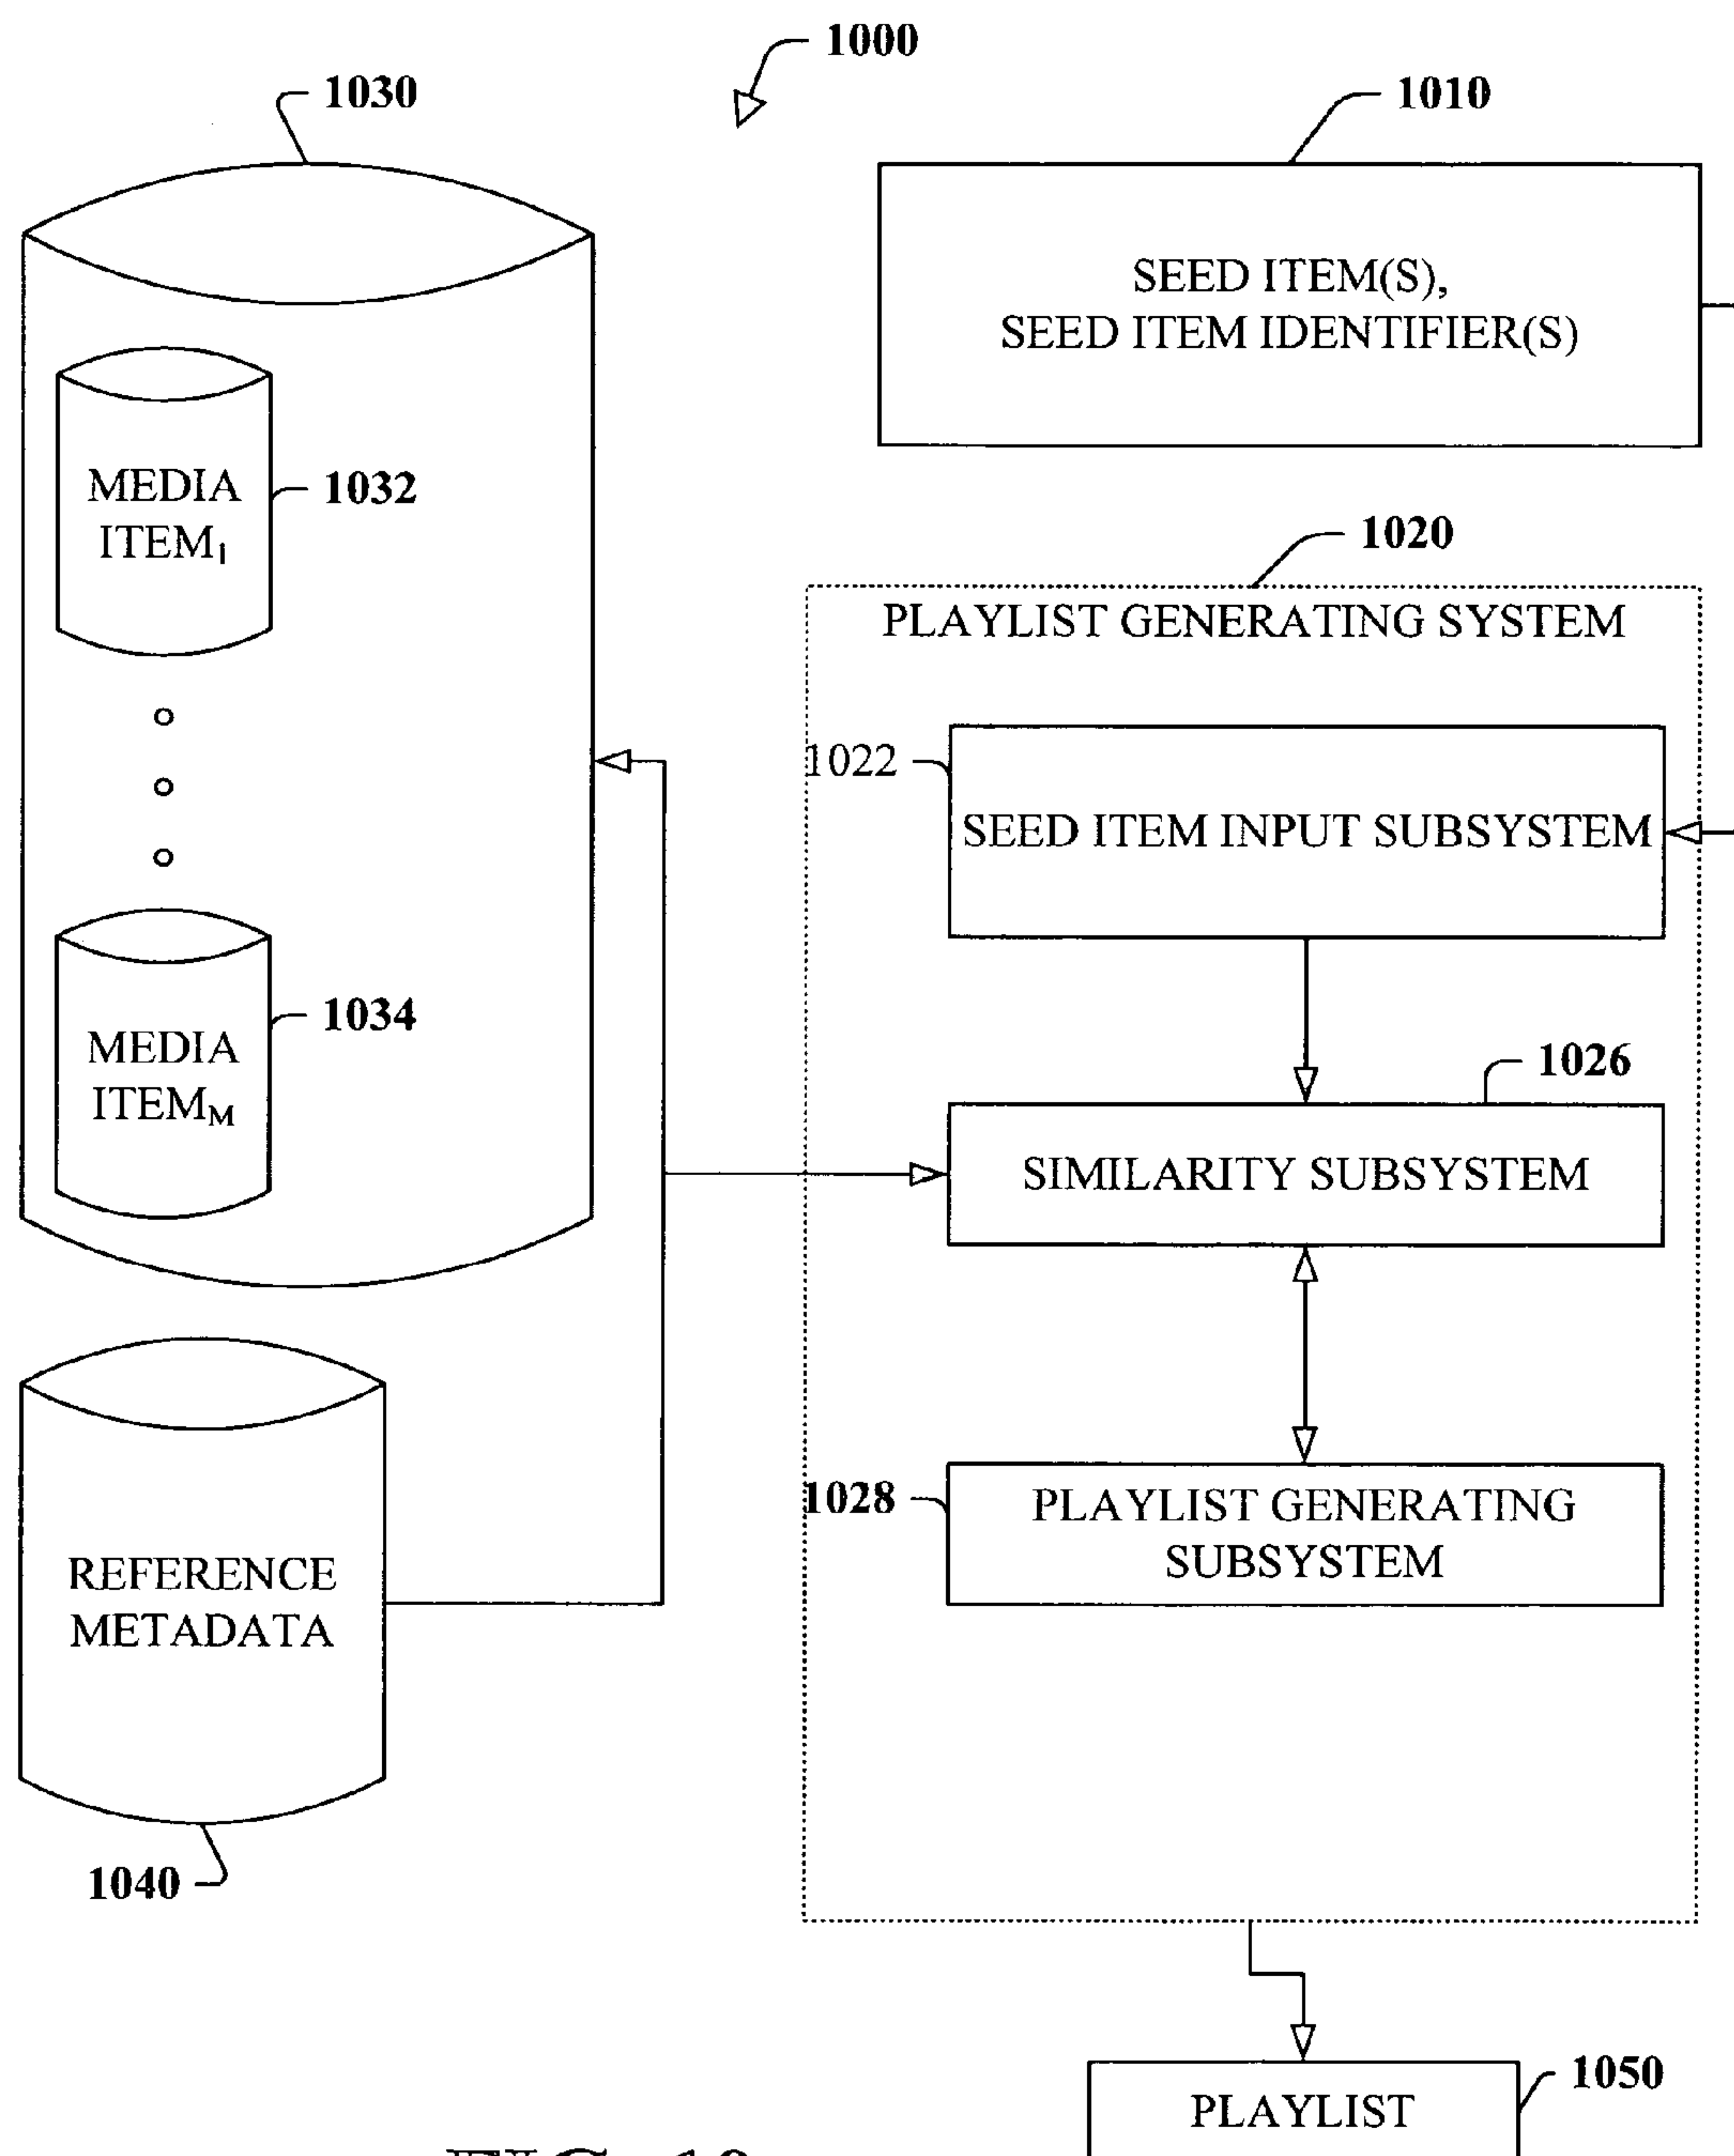 1000
1030
1010
SEED ITEM(S),
SEED ITEM IDENTIFIER(S)
MEDIA
ITEM1
1032
1020
PLAYLIST GENERATING SYSTEM
1022
SEED ITEM INPUT SUBSYSTEM
MEDIA
ITEMM
1034
1026
SIMILARITY SUBSYSTEM
1028
PLAYLIST GENERATING
SUBSYSTEM
REFERENCE
METADATA
1040
1050
PLAYLIST